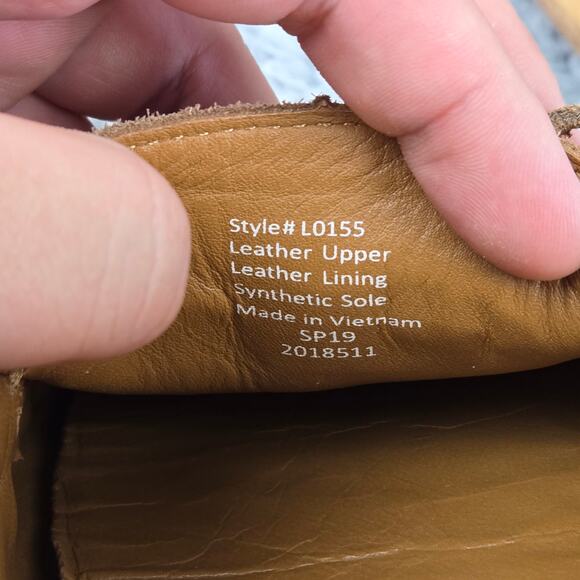 Style# L0155
Leather Upper
Leather Lining
Synthetic Sole
Made in Vietnam
SP19
2018511